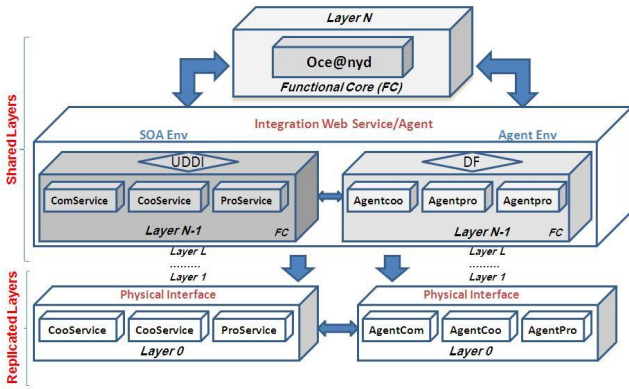 Layer N
Oce@nyd
Functional Core (FC)
Shared Layers
Integration Web Service/Agent
SOA Env
Agent Env
UDDI
DF
ComService
CooService
ProService
Agentcoo
Agentpro
Agentpro
Layer N-1
FC
Layer N-1
FC
Layer L
.........
Layer 1
Layer L
.........
Layer 1
Replicated Layers
Physical Interface
Physical Interface
CooService
CooService
ProService
AgentCom
AgentCoo
AgentPro
Layer 0
Layer 0